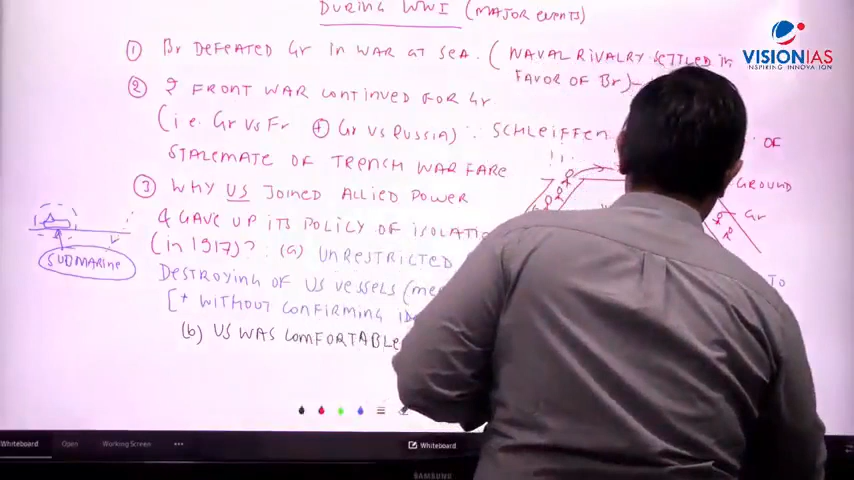 DURING WWI (MAJOR EVENTS)
VISIONIAS
INSPIRING INNOVATION
① Br DEFEATED Gr IN WAR AT SEA. (NAVAL RIVALRY SETTLED in
FAVOR OF Br)-
② 2 FRONT WAR CONTINUED FOR Gr
(i.e. Gr VS Fr ⊕ Gr VS RUSSIA) ∵ SCHLEIFFEN OF
STALEMATE OF TRENCH WARFARE !!
GROUND
③ WHY US JOINED ALLIED POWER
Gr
& GAVE UP ITS POLICY OF
(in 1917)? : (a) UNRESTRICTED
SUBMARINE
DESTROYING OF US VESSELS TO
[+ WITHOUT CONFIRMING
(b) US WAS COMFORTABLE
Whiteboard Open Working Screen ••• Whiteboard
SAMSUNG